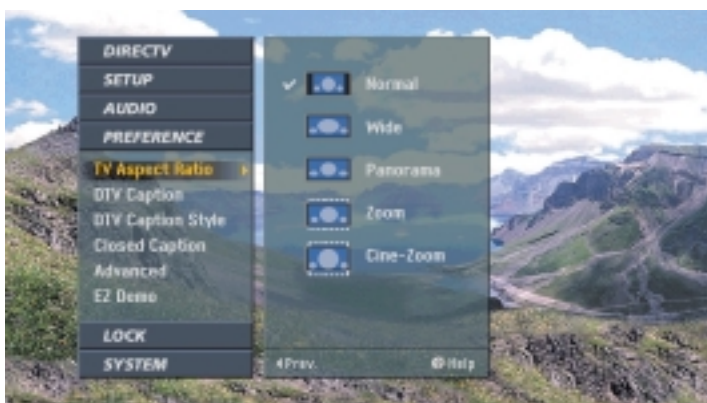 DIRECTV
SETUP
AUDIO
PREFERENCE
TV Aspect Ratio
DTV Caption
DTV Caption Style
Closed Caption
Advanced
EZ Demo
LOCK
SYSTEM
Normal
Wide
Panorama
Zoom
Cine-Zoom
Prev.
Help